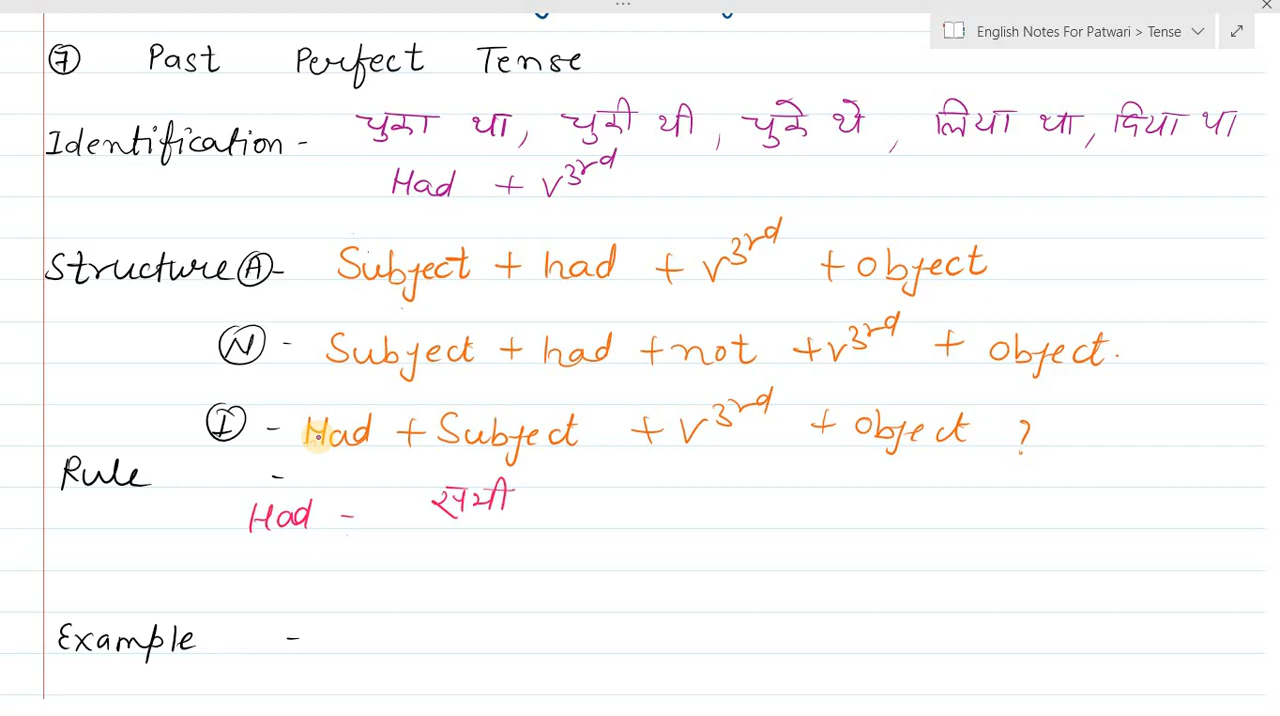 English Notes For Patwari > Tense
⑦ Past Perfect Tense
Identification - चुका था, चुकी थी, चुके थे, लिया था, दिया था
Had + v3rd
Structure Ⓐ- Subject + had + v3rd + object
Ⓝ - Subject + had + not + v3rd + object.
Ⓘ - Had + Subject + v3rd + object ?
Rule -
Had - सभी
Example -